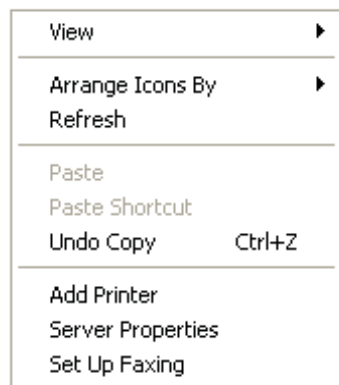 View
Arrange Icons By
Refresh
Paste
Paste Shortcut
Undo Copy Ctrl+Z
Add Printer
Server Properties
Set Up Faxing